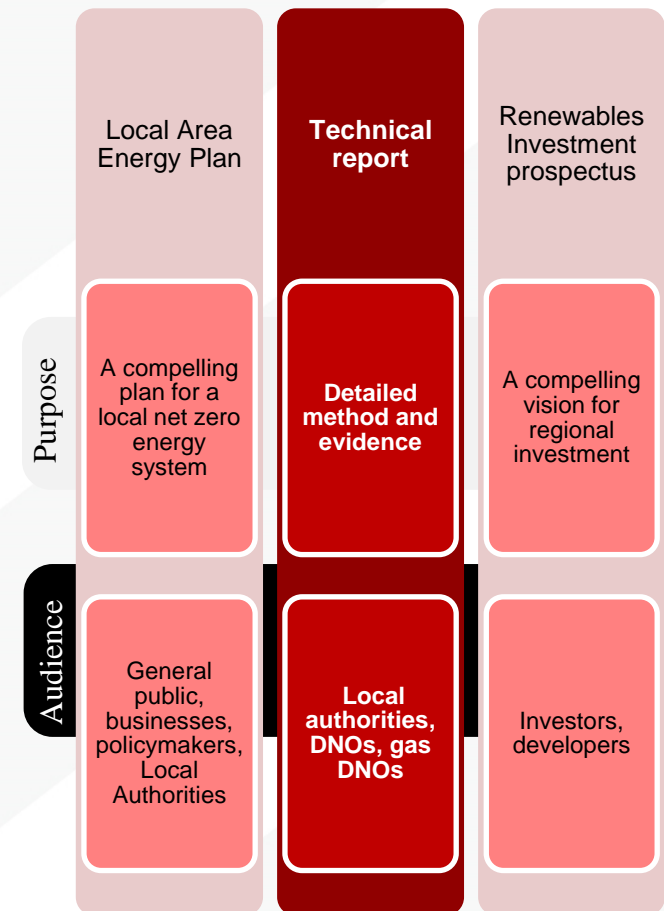 Local Area
Energy Plan
Technical
report
Renewables
Investment
prospectus
Purpose
A compelling
plan for a
local net zero
energy
system
Detailed
method and
evidence
A compelling
vision for
regional
investment
Audience
General
public,
businesses,
policymakers,
Local
Authorities
Local
authorities,
DNOs, gas
DNOs
Investors,
developers